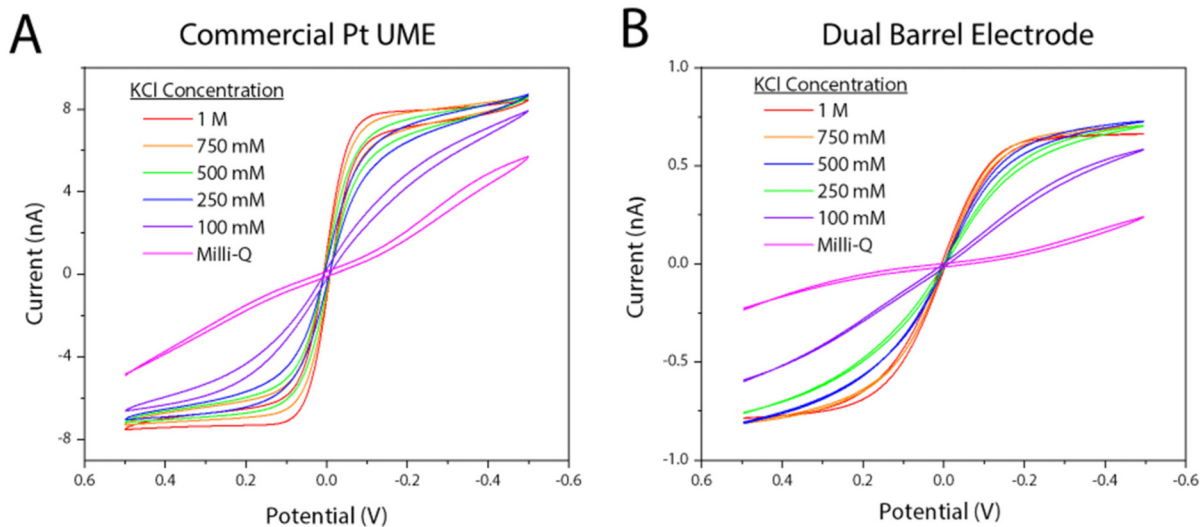 A
Commercial Pt UME
KCl Concentration
1 M
750 mM
500 mM
250 mM
100 mM
Milli-Q
8
4
0
-4
-8
Current (nA)
0.6
0.4
0.2
0.0
-0.2
-0.4
-0.6
Potential (V)
B
Dual Barrel Electrode
KCl Concentration
1 M
750 mM
500 mM
250 mM
100 mM
Milli-Q
1.0
0.5
0.0
-0.5
-1.0
Current (nA)
0.6
0.4
0.2
0.0
-0.2
-0.4
-0.6
Potential (V)